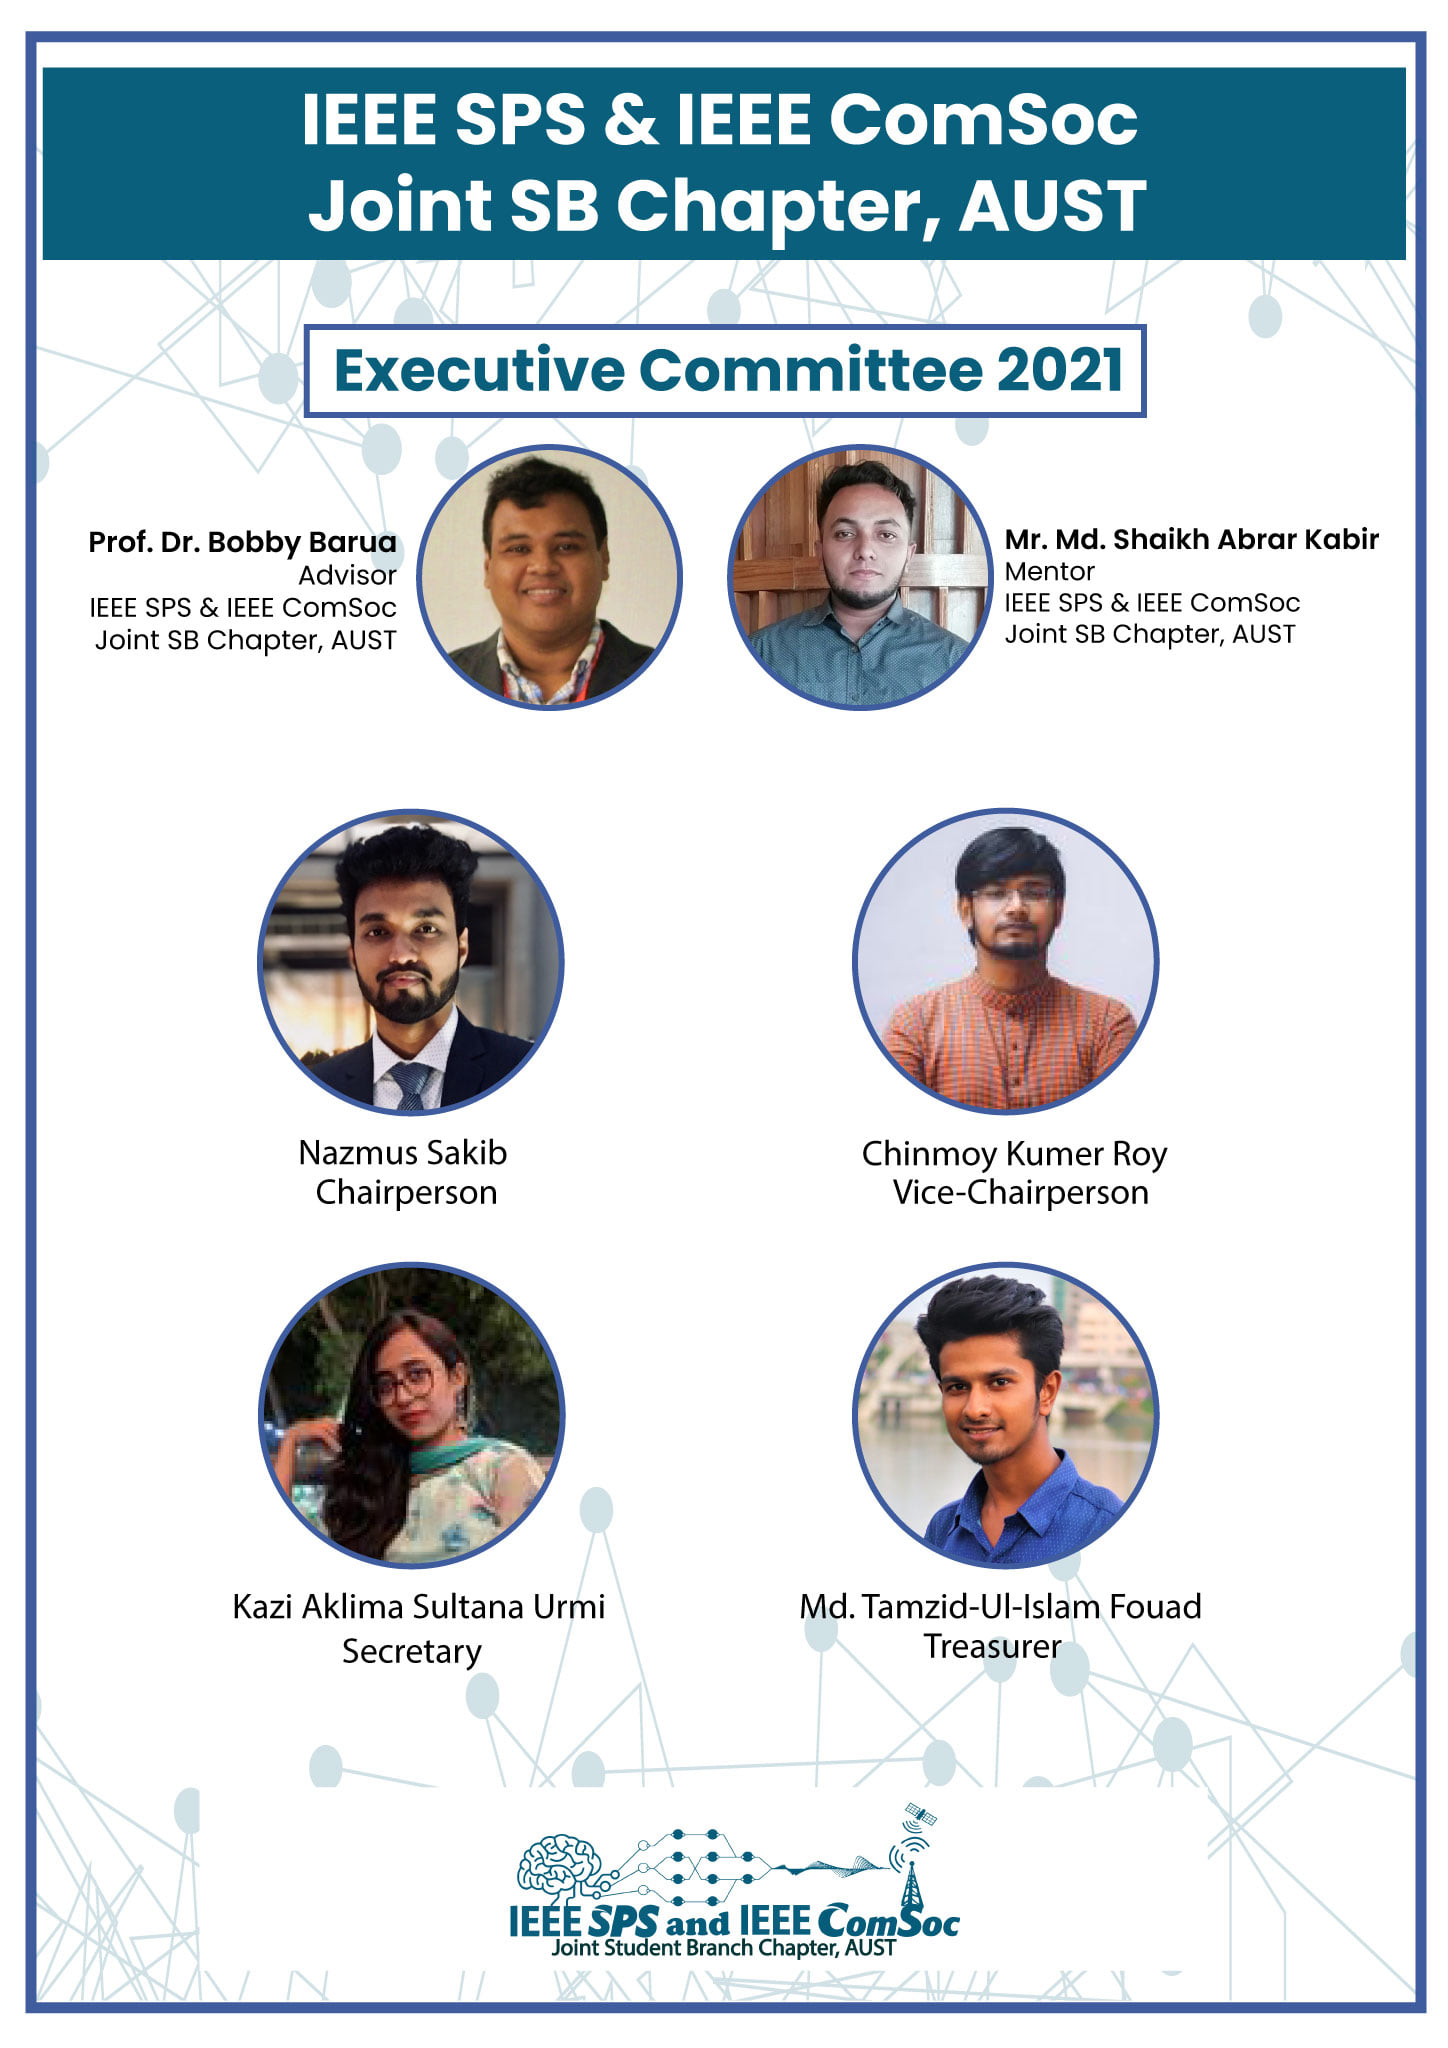 IEEE SPS & IEEE ComSoc
Joint SB Chapter, AUST
Executive Committee 2021
Prof. Dr. Bobby Barua
Advisor
IEEE SPS & IEEE ComSoc
Joint SB Chapter, AUST
Mr. Md. Shaikh Abrar Kabir
Mentor
IEEE SPS & IEEE ComSoc
Joint SB Chapter, AUST
Nazmus Sakib
Chairperson
Chinmoy Kumer Roy
Vice-Chairperson
Kazi Aklima Sultana Urmi
Secretary
Md. Tamzid-Ul-Islam Fouad
Treasurer
IEEE SPS and IEEE ComSoc
Joint Student Branch Chapter, AUST